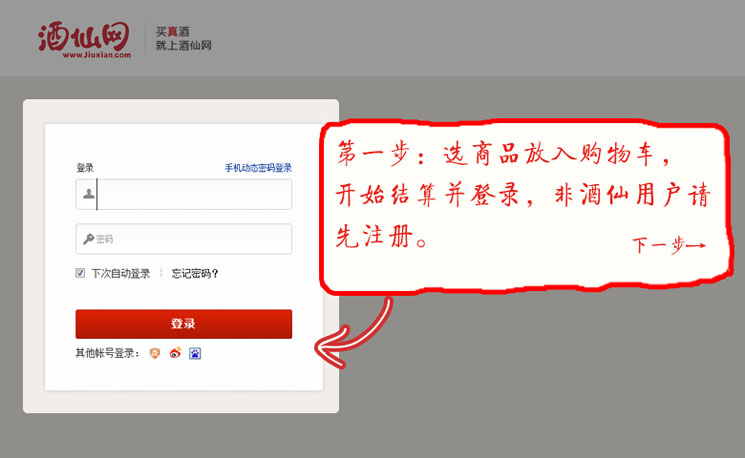 酒仙网
www.Jiuxian.com
买真酒
就上酒仙网
登录 手机动态密码登录
密码
下次自动登录 忘记密码?
登录
其他帐号登录:
第一步:选商品放入购物车,
开始结算并登录,非酒仙用户请
先注册。
下一步→